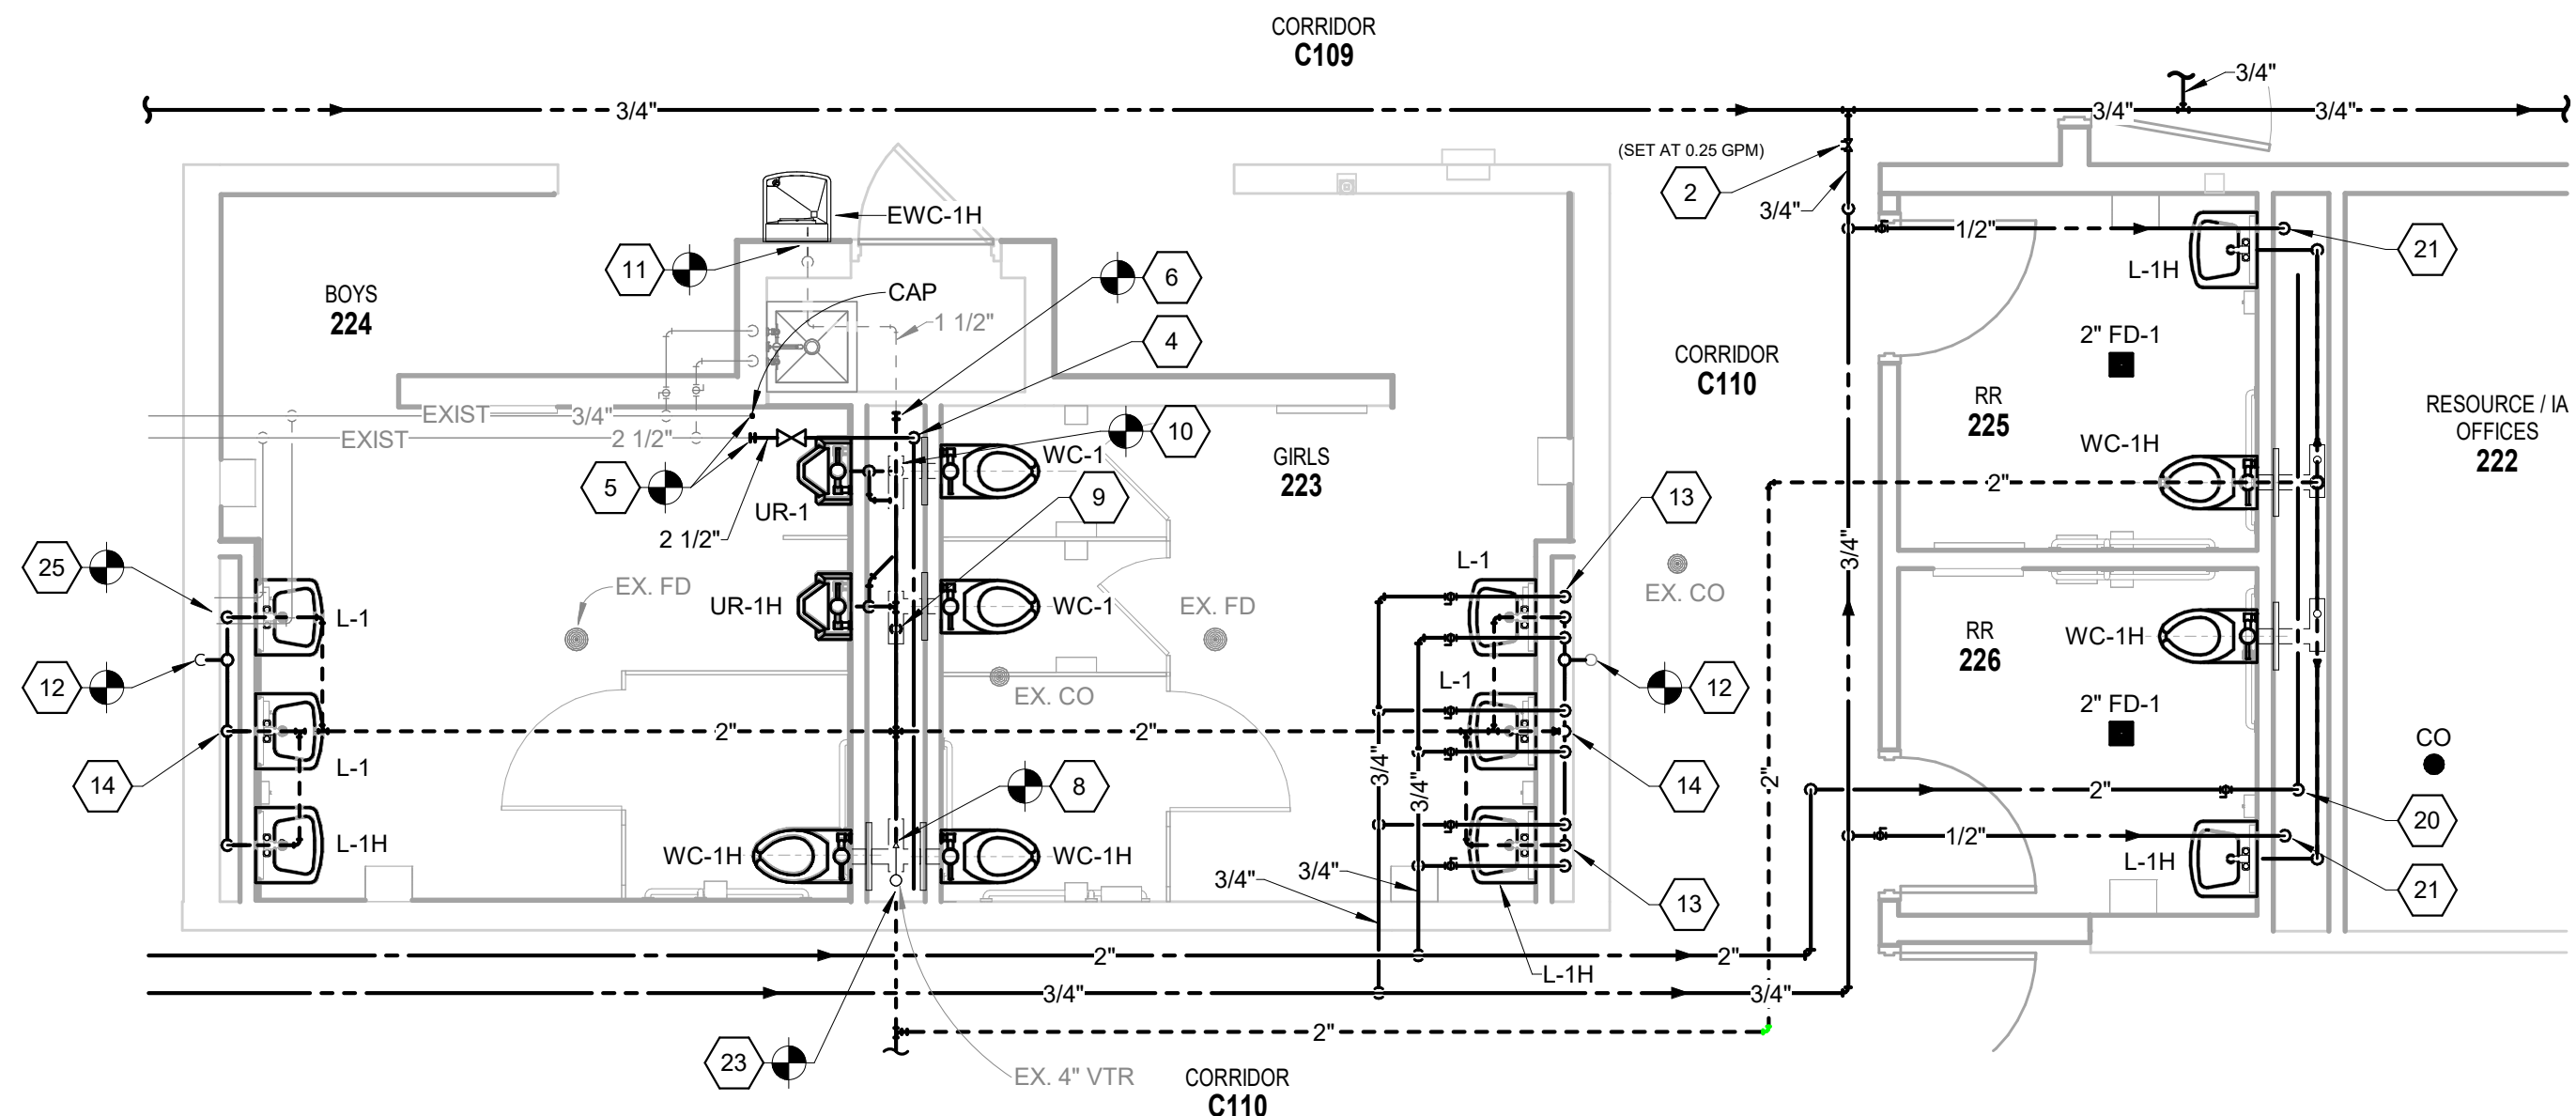 CORRIDOR
C109
3/4"
3/4"
3/4"
3/4"
(SET AT 0.25 GPM)
2
3/4"
EWC-1H
11
6
1/2"
21
L-1H
BOYS
224
CAP
1 1/2"
4
2" FD-1
CORRIDOR
C110
RR
225
RESOURCE / IA
OFFICES
222
EXIST
3/4"
EXIST
2 1/2"
10
WC-1
WC-1H
GIRLS
223
5
9
13
2"
UR-1
2 1/2"
25
L-1
3/4"
EX. FD
EX. CO
UR-1H
WC-1
EX. FD
L-1
RR
226
WC-1H
12
EX. CO
L-1
12
2" FD-1
2"
2"
CO
L-1
14
3/4"
3/4"
8
14
2"
2"
20
1/2"
L-1H
WC-1H
WC-1H
3/4"
3/4"
13
L-1H
21
2"
2"
L-1H
3/4"
3/4"
2"
23
EX. 4" VTR
CORRIDOR
C110